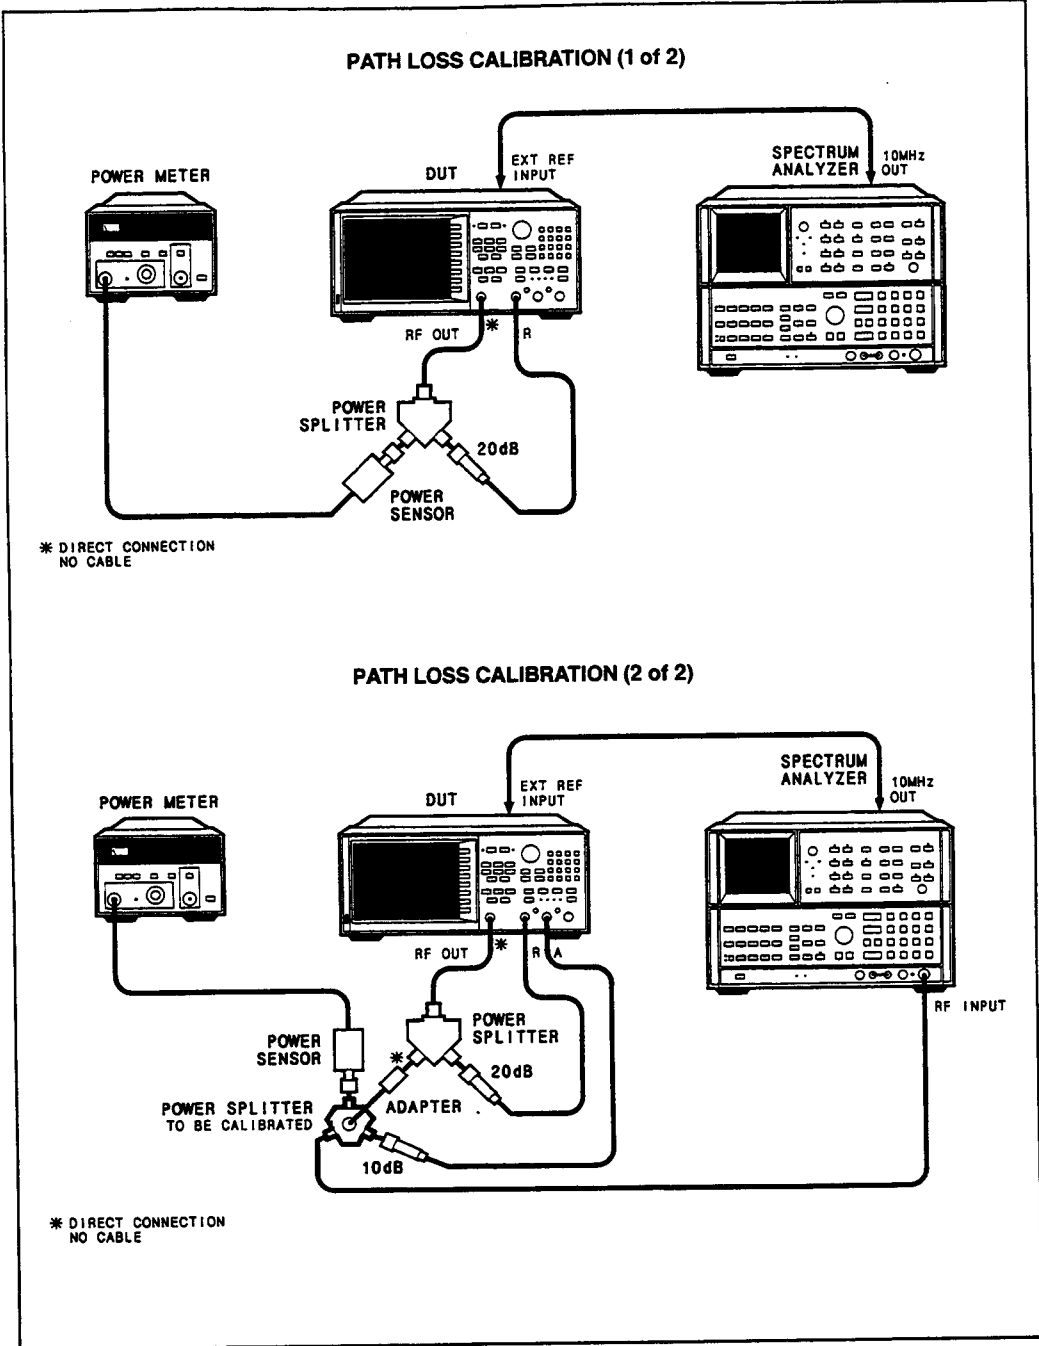 PATH LOSS CALIBRATION (1 of 2)
POWER METER
DUT
EXT REF
INPUT
SPECTRUM
ANALYZER
10MHz
OUT
RF OUT
*
R
POWER
SPLITTER
20dB
POWER
SENSOR
* DIRECT CONNECTION
NO CABLE
PATH LOSS CALIBRATION (2 of 2)
POWER METER
DUT
EXT REF
INPUT
SPECTRUM
ANALYZER
10MHz
OUT
RF OUT
*
R
A
RF INPUT
POWER
SPLITTER
POWER
SENSOR
*
20dB
POWER SPLITTER
TO BE CALIBRATED
ADAPTER
10dB
* DIRECT CONNECTION
NO CABLE